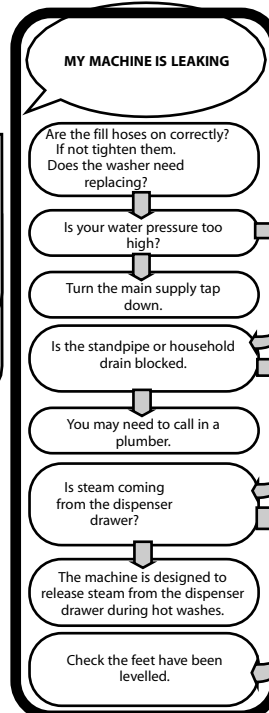 MY MACHINE IS LEAKING
Are the fill hoses on correctly?
If not tighten them.
Does the washer need
replacing?
Is your water pressure too
high?
Turn the main supply tap
down.
Is the standpipe or household
drain blocked.
You may need to call in a
plumber.
Is steam coming
from the dispenser
drawer?
The machine is designed to
release steam from the dispenser
drawer during hot washes.
Check the feet have been
levelled.